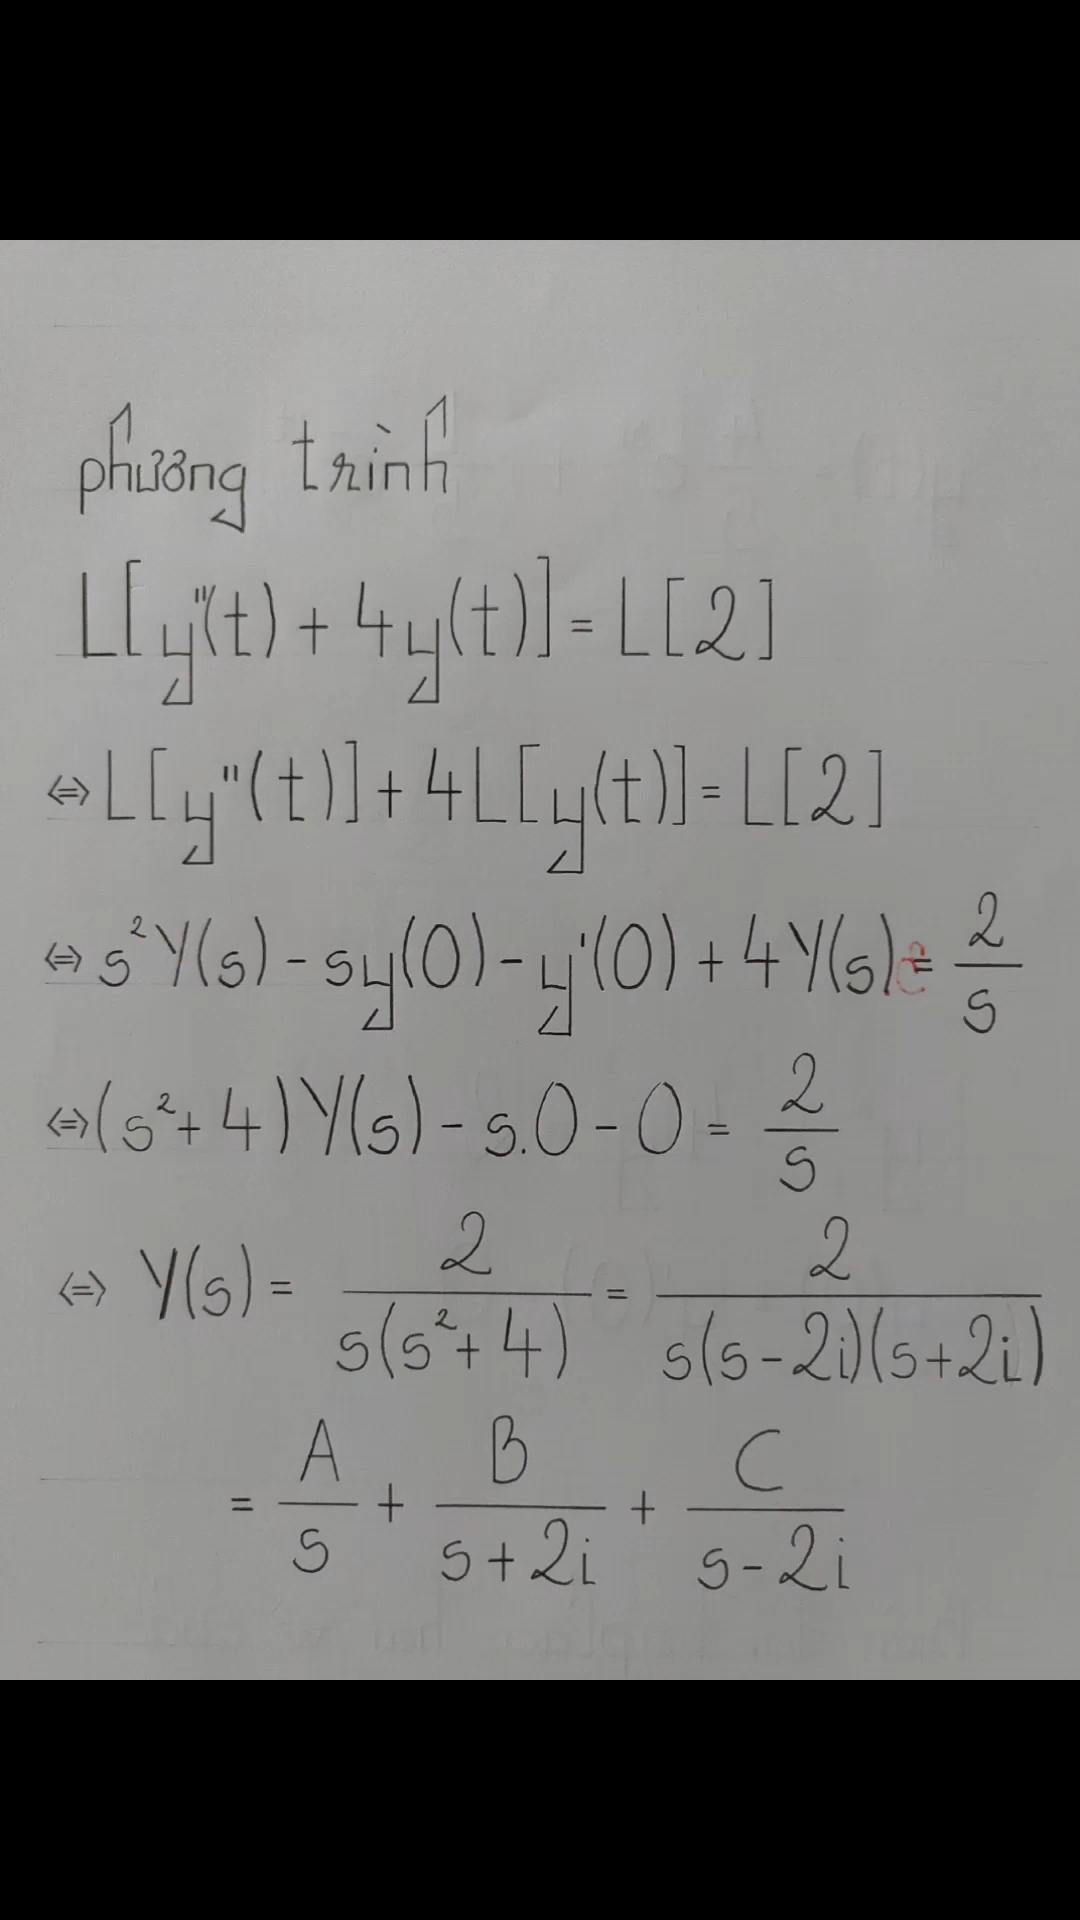 phương trình
L[y"(t) + 4y(t)] = L[2]
⇔ L[y"(t)] + 4L[y(t)] = L[2]
⇔ s²Y(s) - sy(0) - y'(0) + 4Y(s) = 2/s
⇔ (s² + 4)Y(s) - s.0 - 0 = 2/s
⇔ Y(s) = 2/(s(s² + 4)) = 2/(s(s - 2i)(s + 2i))
= A/s + B/(s + 2i) + C/(s - 2i)